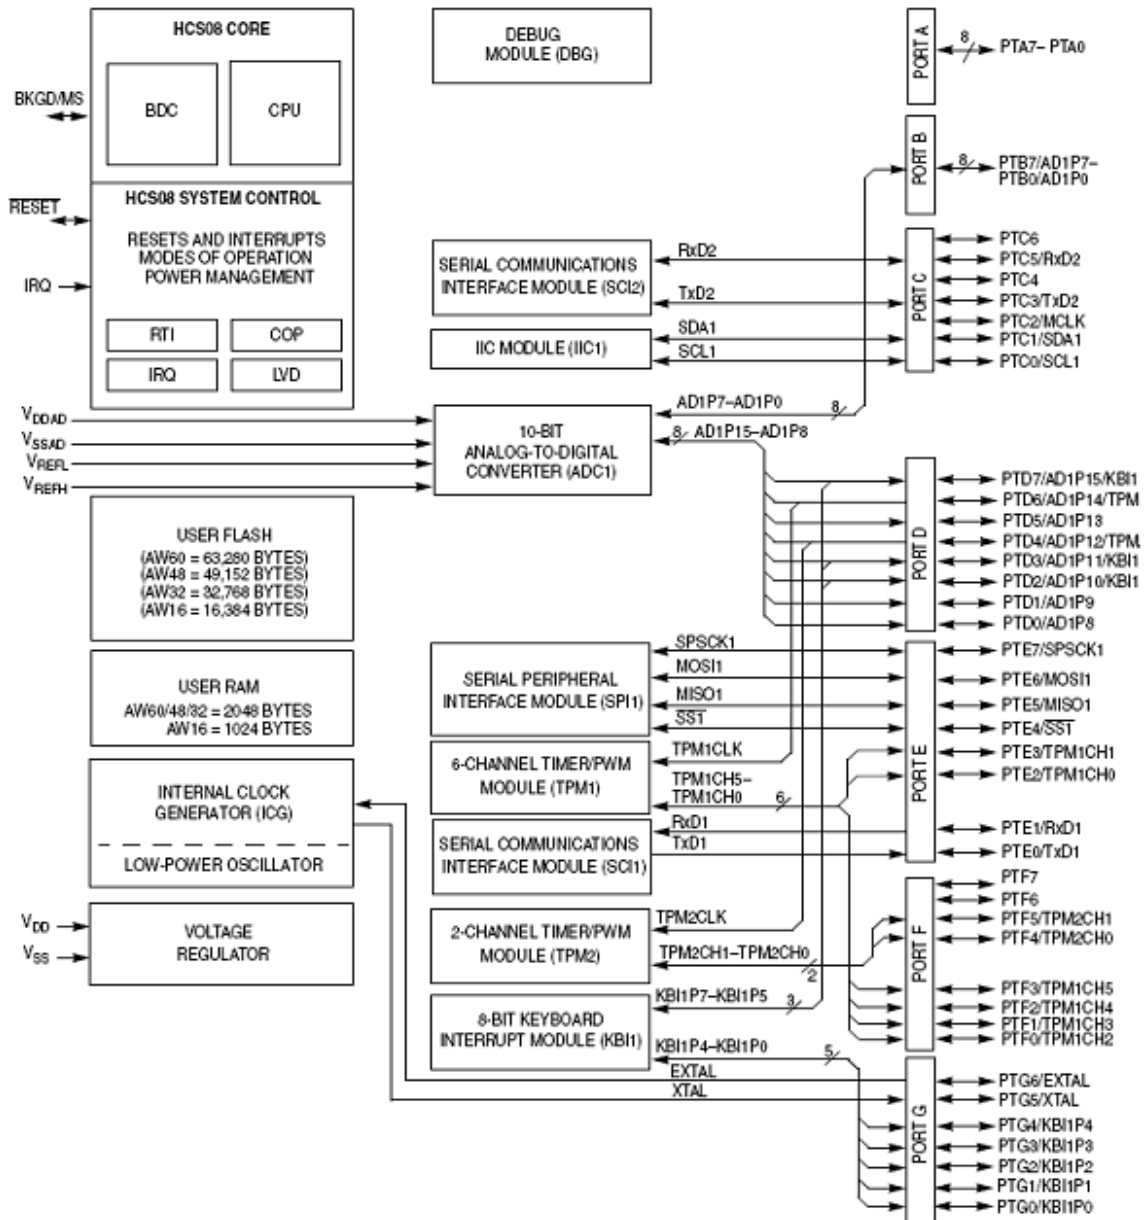 HCS08 CORE
BDC
CPU
BKGD/MS
HCS08 SYSTEM CONTROL
RESET
RESETS AND INTERRUPTS
MODES OF OPERATION
POWER MANAGEMENT
IRQ
RTI
COP
IRQ
LVD
VDDAD
VSSAD
VREFL
VREFH
USER FLASH
(AW60 = 63,280 BYTES)
(AW48 = 49,152 BYTES)
(AW32 = 32,768 BYTES)
(AW16 = 16,384 BYTES)
USER RAM
AW60/48/32 = 2048 BYTES
AW16 = 1024 BYTES
INTERNAL CLOCK
GENERATOR (ICG)
LOW-POWER OSCILLATOR
VDD
VSS
VOLTAGE
REGULATOR
DEBUG
MODULE (DBG)
SERIAL COMMUNICATIONS
INTERFACE MODULE (SCI2)
RxD2
TxD2
IIC MODULE (IIC1)
SDA1
SCL1
10-BIT
ANALOG-TO-DIGITAL
CONVERTER (ADC1)
AD1P7–AD1P0
8
8
AD1P15–AD1P8
SERIAL PERIPHERAL
INTERFACE MODULE (SPI1)
SPSCK1
MOSI1
MISO1
SS1
6-CHANNEL TIMER/PWM
MODULE (TPM1)
TPM1CLK
TPM1CH5–
TPM1CH0
6
SERIAL COMMUNICATIONS
INTERFACE MODULE (SCI1)
RxD1
TxD1
2-CHANNEL TIMER/PWM
MODULE (TPM2)
TPM2CLK
TPM2CH1–TPM2CH0
2
8-BIT KEYBOARD
INTERRUPT MODULE (KBI1)
KBI1P7–KBI1P5
3
KBI1P4–KBI1P0
5
EXTAL
XTAL
PORT A
8
PTA7– PTA0
PORT B
8
PTB7/AD1P7–
PTB0/AD1P0
PORT C
PTC6
PTC5/RxD2
PTC4
PTC3/TxD2
PTC2/MCLK
PTC1/SDA1
PTC0/SCL1
PORT D
PTD7/AD1P15/KBI1
PTD6/AD1P14/TPM
PTD5/AD1P13
PTD4/AD1P12/TPM
PTD3/AD1P11/KBI1
PTD2/AD1P10/KBI1
PTD1/AD1P9
PTD0/AD1P8
PORT E
PTE7/SPSCK1
PTE6/MOSI1
PTE5/MISO1
PTE4/SS1
PTE3/TPM1CH1
PTE2/TPM1CH0
PTE1/RxD1
PTE0/TxD1
PORT F
PTF7
PTF6
PTF5/TPM2CH1
PTF4/TPM2CH0
PTF3/TPM1CH5
PTF2/TPM1CH4
PTF1/TPM1CH3
PTF0/TPM1CH2
PORT G
PTG6/EXTAL
PTG5/XTAL
PTG4/KBI1P4
PTG3/KBI1P3
PTG2/KBI1P2
PTG1/KBI1P1
PTG0/KBI1P0